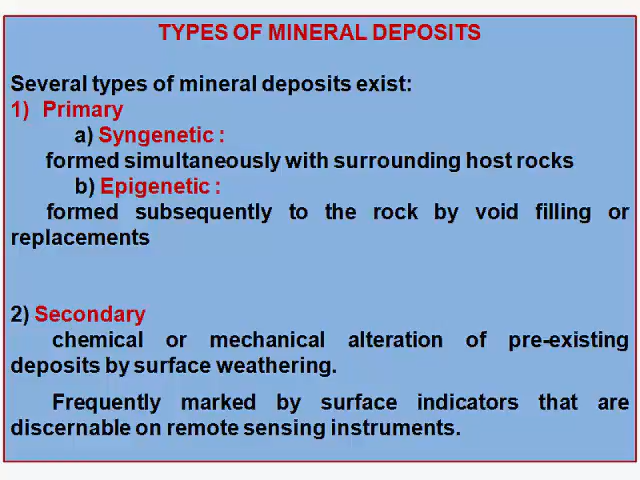 TYPES OF MINERAL DEPOSITS
Several types of mineral deposits exist:
1) Primary
a) Syngenetic :
formed simultaneously with surrounding host rocks
b) Epigenetic :
formed subsequently to the rock by void filling or
replacements
2) Secondary
chemical or mechanical alteration of pre-existing
deposits by surface weathering.
Frequently marked by surface indicators that are
discernable on remote sensing instruments.